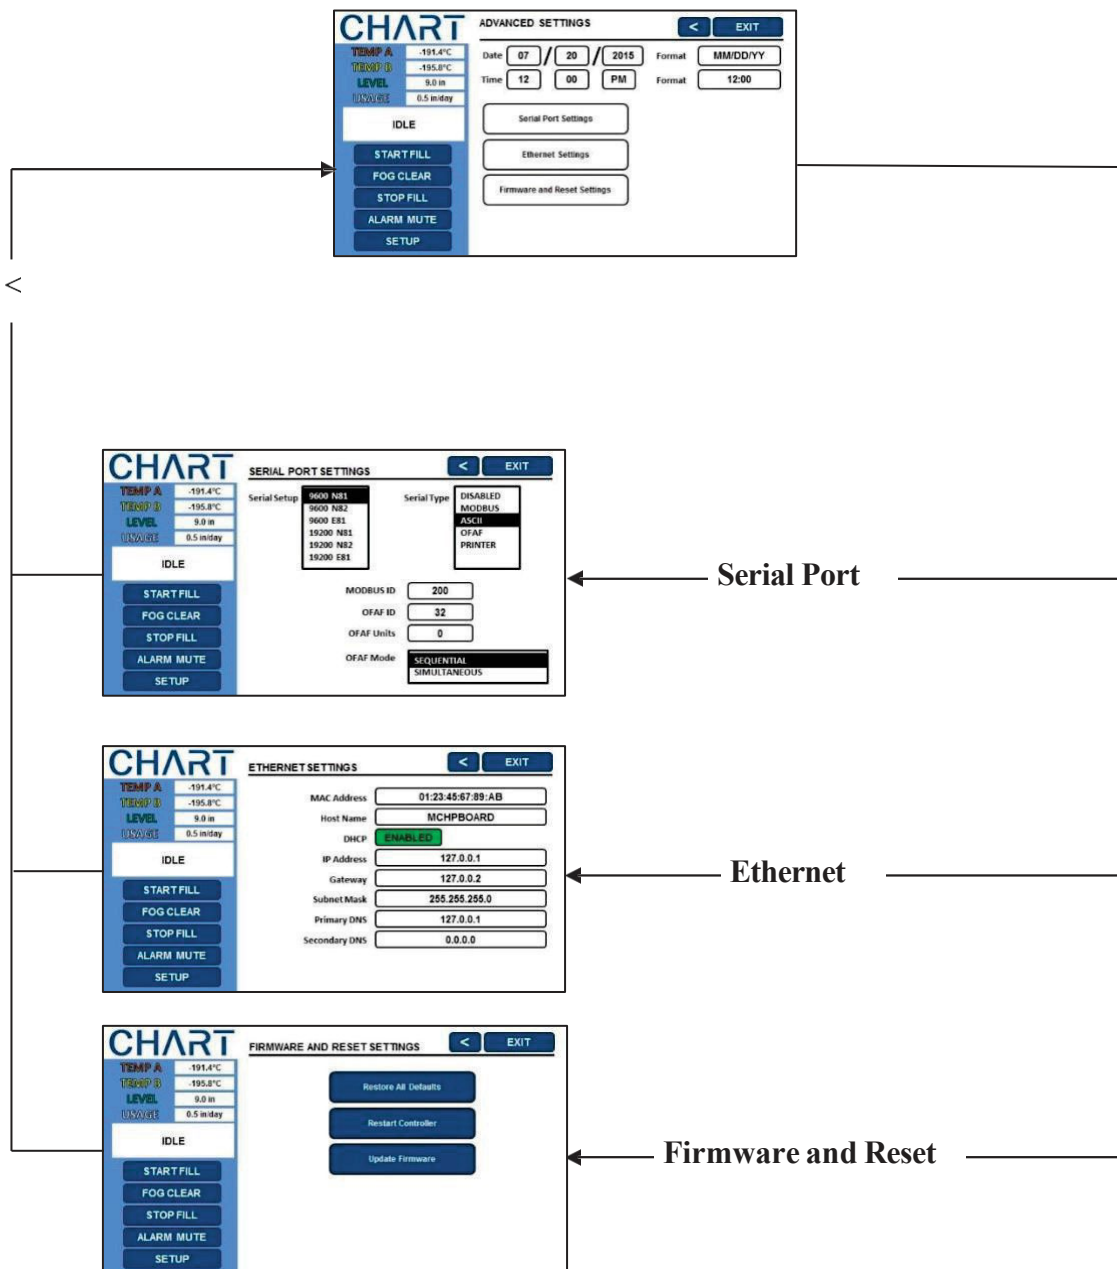 CHART
ADVANCED SETTINGS
< EXIT
TEMP A -191.4°C
TEMP B -195.8°C
LEVEL 9.0 in
USAGE 0.5 in/day
IDLE
START FILL
FOG CLEAR
STOP FILL
ALARM MUTE
SETUP
Date 07 / 20 / 2015 Format MM/DD/YY
Time 12 00 PM Format 12:00
Serial Port Settings
Ethernet Settings
Firmware and Reset Settings
<
CHART
SERIAL PORT SETTINGS
< EXIT
TEMP A -191.4°C
TEMP B -195.8°C
LEVEL 9.0 in
USAGE 0.5 in/day
IDLE
START FILL
FOG CLEAR
STOP FILL
ALARM MUTE
SETUP
Serial Setup
9600 N81
9600 N82
9600 E81
19200 N81
19200 N82
19200 E81
Serial Type
DISABLED
MODBUS
ASCII
OFAF
PRINTER
MODBUS ID 200
OFAF ID 32
OFAF Units 0
OFAF Mode SEQUENTIAL
SIMULTANEOUS
Serial Port
CHART
ETHERNET SETTINGS
< EXIT
TEMP A -191.4°C
TEMP B -195.8°C
LEVEL 9.0 in
USAGE 0.5 in/day
IDLE
START FILL
FOG CLEAR
STOP FILL
ALARM MUTE
SETUP
MAC Address 01:23:45:67:89:AB
Host Name MCHPBOARD
DHCP ENABLED
IP Address 127.0.0.1
Gateway 127.0.0.2
Subnet Mask 255.255.255.0
Primary DNS 127.0.0.1
Secondary DNS 0.0.0.0
Ethernet
CHART
FIRMWARE AND RESET SETTINGS
< EXIT
TEMP A -191.4°C
TEMP B -195.8°C
LEVEL 9.0 in
USAGE 0.5 in/day
IDLE
START FILL
FOG CLEAR
STOP FILL
ALARM MUTE
SETUP
Restore All Defaults
Restart Controller
Update Firmware
Firmware and Reset